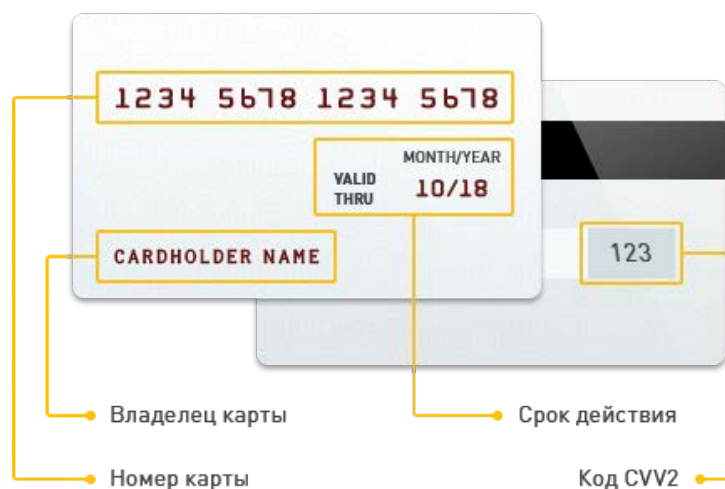 1234 5678 1234 5678
MONTH/YEAR
VALID THRU 10/18
CARDHOLDER NAME
123
Владелец карты
Срок действия
Номер карты
Код CVV2